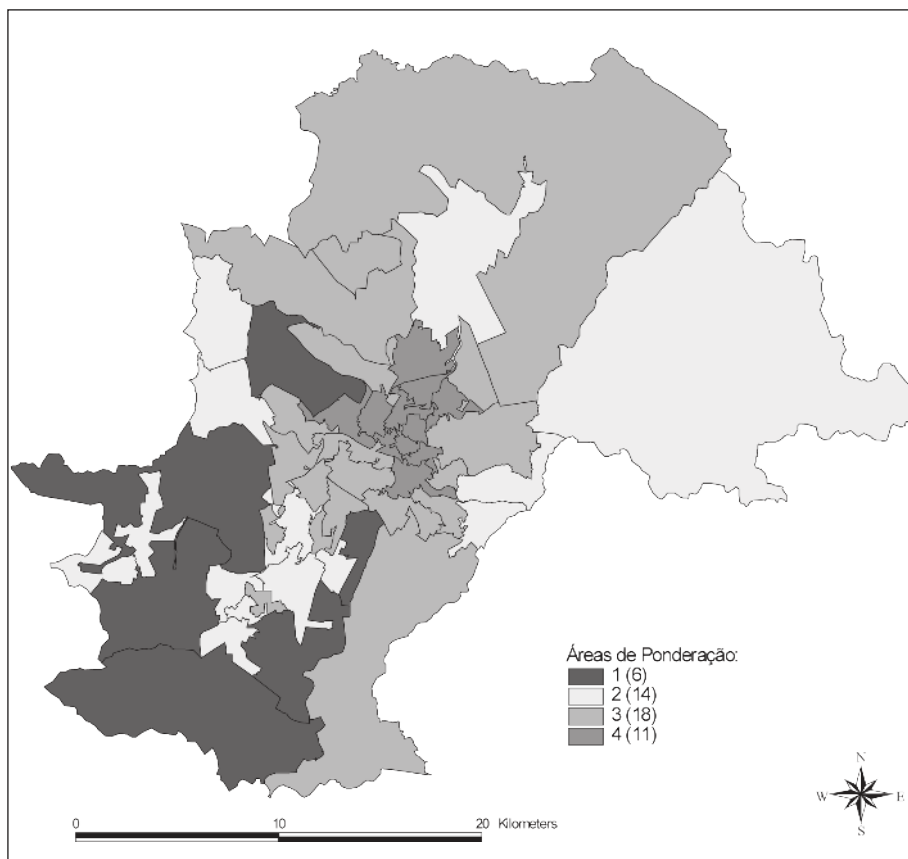 Áreas de Ponderação:
1 (6)
2 (14)
3 (18)
4 (11)
N
W E
S
0 10 20 Kilometers